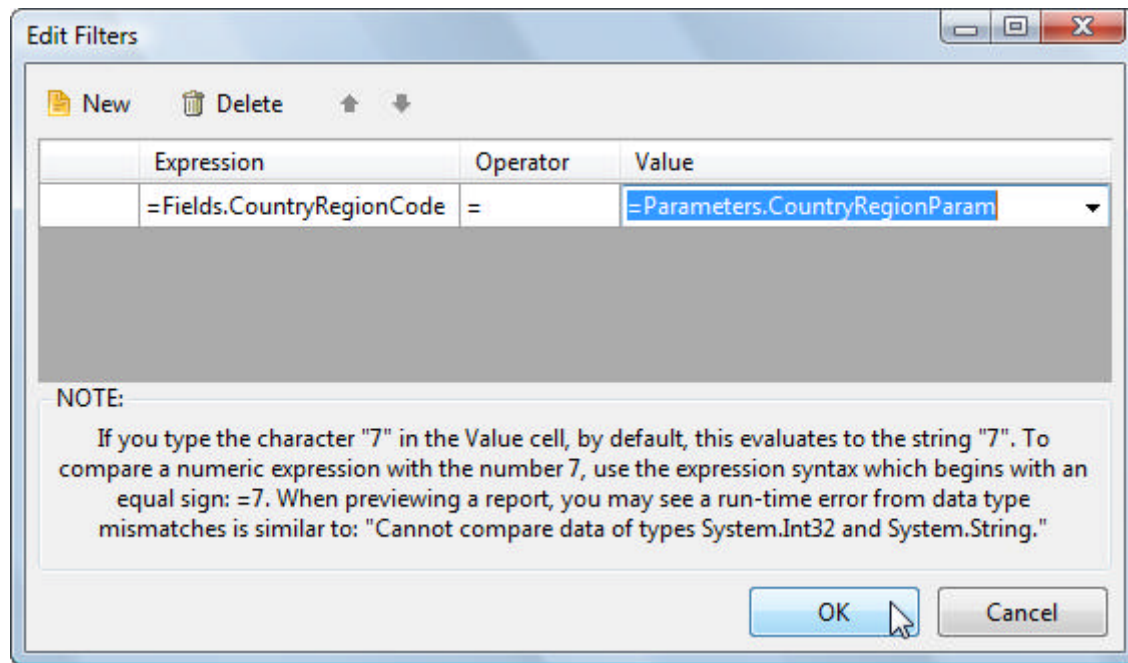 Edit Filters
New Delete
Expression Operator Value
=Fields.CountryRegionCode = =Parameters.CountryRegionParam
NOTE:
If you type the character "7" in the Value cell, by default, this evaluates to the string "7". To
compare a numeric expression with the number 7, use the expression syntax which begins with an
equal sign: =7. When previewing a report, you may see a run-time error from data type
mismatches is similar to: "Cannot compare data of types System.Int32 and System.String."
OK Cancel